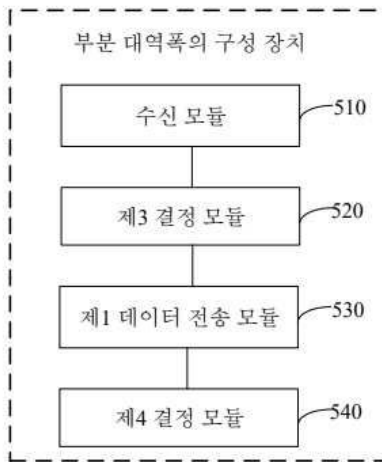 부분 대역폭의 구성 장치
수신 모듈
510
제3 결정 모듈
520
제1 데이터 전송 모듈
530
제4 결정 모듈
540